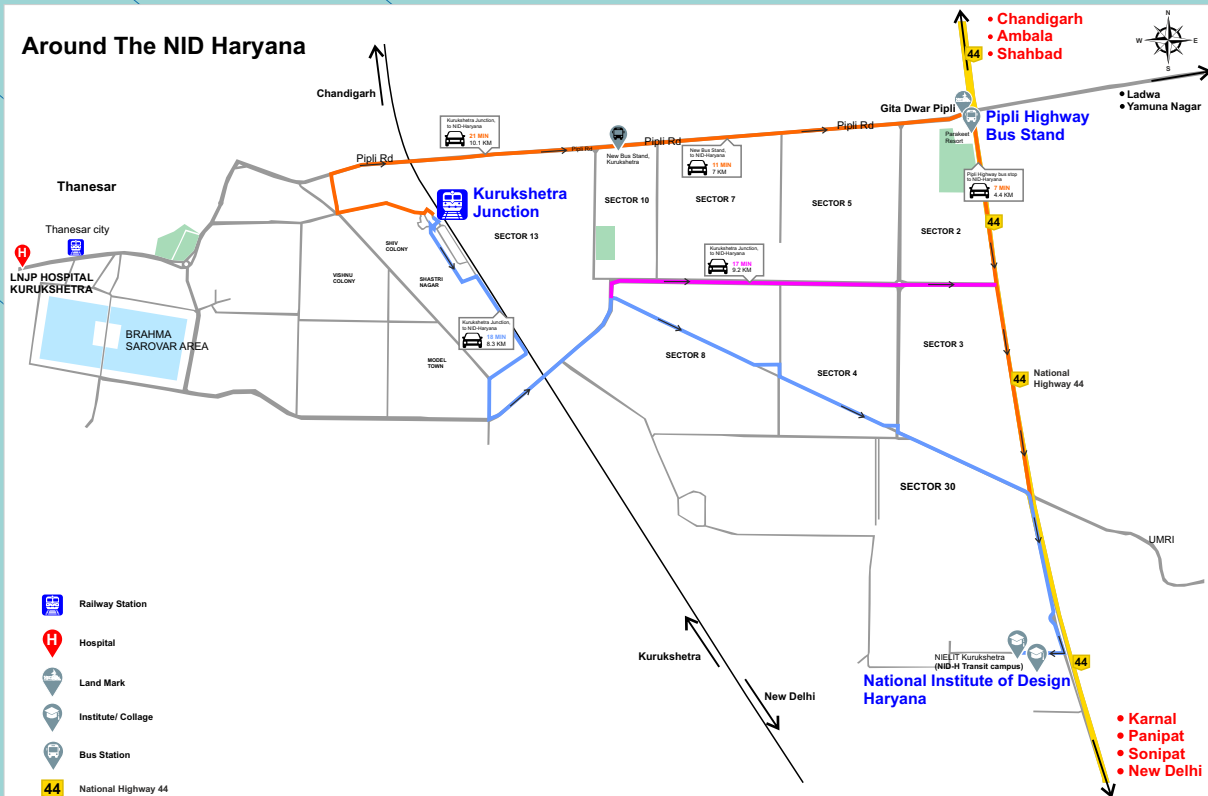 Around The NID Haryana
N
W
E
S
• Chandigarh
• Ambala
• Shahbad
44
Chandigarh
• Ladwa
• Yamuna Nagar
Gita Dwar Pipli
Pipli Highway
Bus Stand
Kurukshetra Junction,
to NID-Haryana
21 MIN
10.1 KM
Pipli Rd
Pipli Rd
Pipli Rd
Pipli Rd
New Bus Stand,
Kurukshetra
New Bus Stand,
to NID-Haryana
11 MIN
7 KM
Parakeet
Resort
Pipli Highway bus stop
to NID-Haryana
7 MIN
4.4 KM
Thanesar
Kurukshetra
Junction
SECTOR 10
SECTOR 7
SECTOR 5
SECTOR 2
44
Thanesar city
H
LNJP HOSPITAL
KURUKSHETRA
SHIV
COLONY
SECTOR 13
VISHNU
COLONY
SHASTRI
NAGAR
Kurukshetra Junction,
to NID-Haryana
17 MIN
9.2 KM
Kurukshetra Junction,
to NID-Haryana
18 MIN
8.3 KM
BRAHMA
SAROVAR AREA
MODEL
TOWN
SECTOR 8
SECTOR 4
SECTOR 3
44
National
Highway 44
SECTOR 30
UMRI
Kurukshetra
New Delhi
NIELIT Kurukshetra
(NID-H Transit campus)
44
National Institute of Design
Haryana
• Karnal
• Panipat
• Sonipat
• New Delhi
Railway Station
H
Hospital
Land Mark
Institute/ Collage
Bus Station
44
National Highway 44